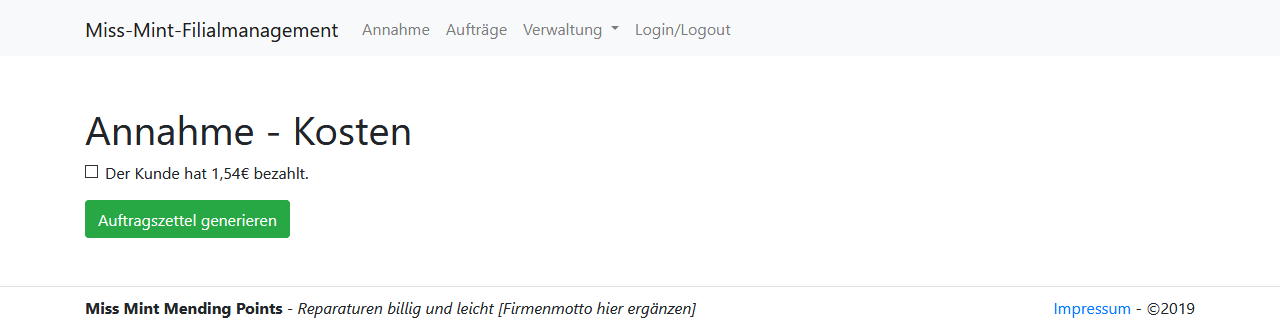 Miss-Mint-Filialmanagement Annahme Aufträge Verwaltung Login/Logout
Annahme - Kosten
Der Kunde hat 1,54€ bezahlt.
Auftragszettel generieren
Miss Mint Mending Points - Reparaturen billig und leicht [Firmenmotto hier ergänzen] Impressum - ©2019